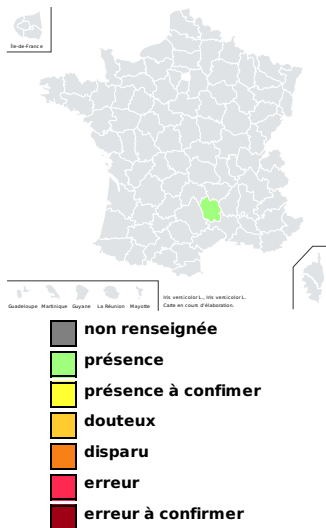 Île-de-France
Guadeloupe Martinique Guyane La Réunion Mayotte
Iris versicolor L., Iris versicolor L.
Carte en cours d'élaboration.
non renseignée
présence
présence à confimer
douteux
disparu
erreur
erreur à confirmer